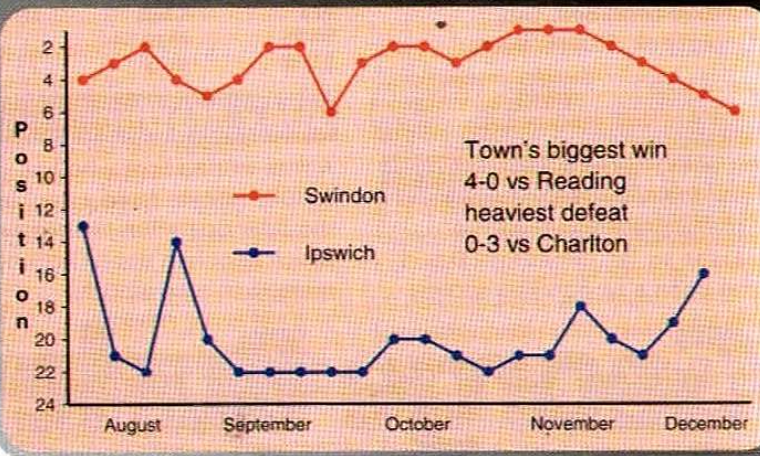 Position
2
4
6
8
10
12
14
16
18
20
22
24
Swindon
Ipswich
Town's biggest win
4-0 vs Reading
heaviest defeat
0-3 vs Charlton
August September October November December